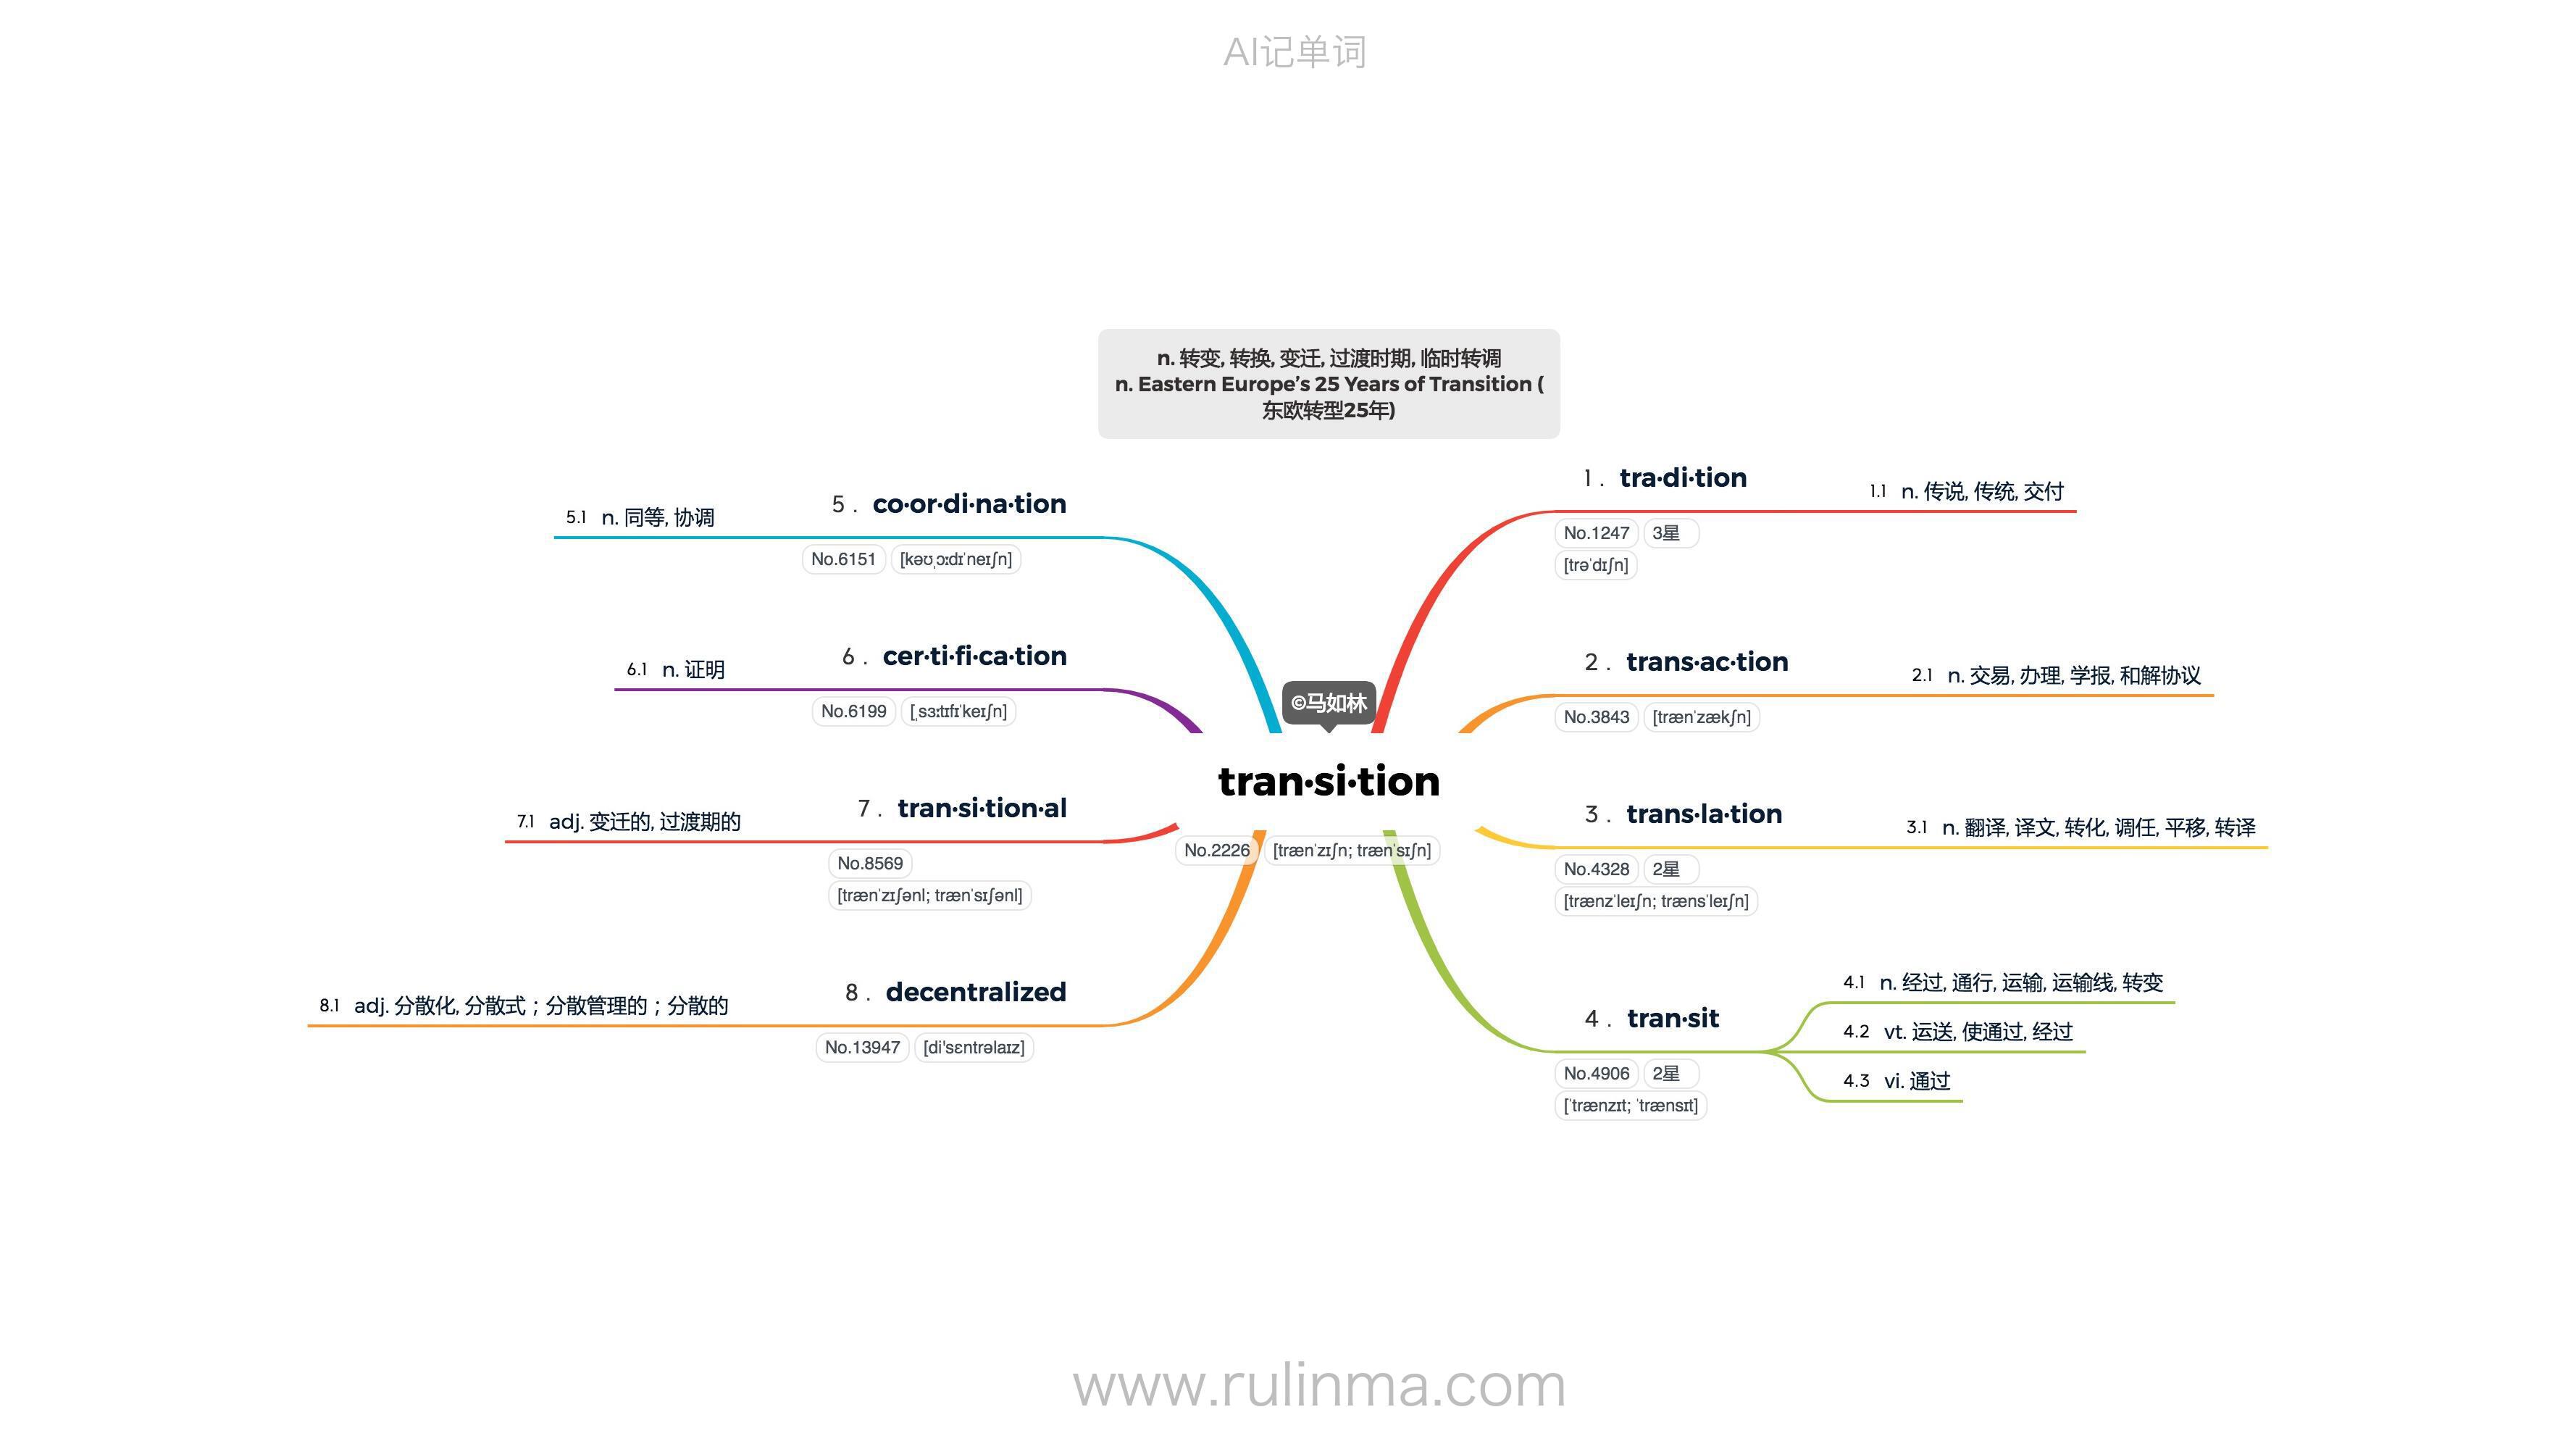 AI记单词
n. 转变, 转换, 变迁, 过渡时期, 临时转调
n. Eastern Europe’s 25 Years of Transition (
东欧转型25年)
©马如林
tran·si·tion
No.2226 [trænˈzɪʃn; trænˈsɪʃn]
1 . tra·di·tion
No.1247 3星
[trəˈdɪʃn]
1.1 n. 传说, 传统, 交付
2 . trans·ac·tion
No.3843 [trænˈzækʃn]
2.1 n. 交易, 办理, 学报, 和解协议
3 . trans·la·tion
No.4328 2星
[trænzˈleɪʃn; trænsˈleɪʃn]
3.1 n. 翻译, 译文, 转化, 调任, 平移, 转译
4 . tran·sit
No.4906 2星
[ˈtrænzɪt; ˈtrænsɪt]
4.1 n. 经过, 通行, 运输, 运输线, 转变
4.2 vt. 运送, 使通过, 经过
4.3 vi. 通过
5 . co·or·di·na·tion
No.6151 [kəʊˌɔːdɪˈneɪʃn]
5.1 n. 同等, 协调
6 . cer·ti·fi·ca·tion
No.6199 [ˌsɜːtɪfɪˈkeɪʃn]
6.1 n. 证明
7 . tran·si·tion·al
No.8569
[trænˈzɪʃənl; trænˈsɪʃənl]
7.1 adj. 变迁的, 过渡期的
8 . decentralized
No.13947 [di'sɛntrəlaɪz]
8.1 adj. 分散化, 分散式；分散管理的；分散的
www.rulinma.com